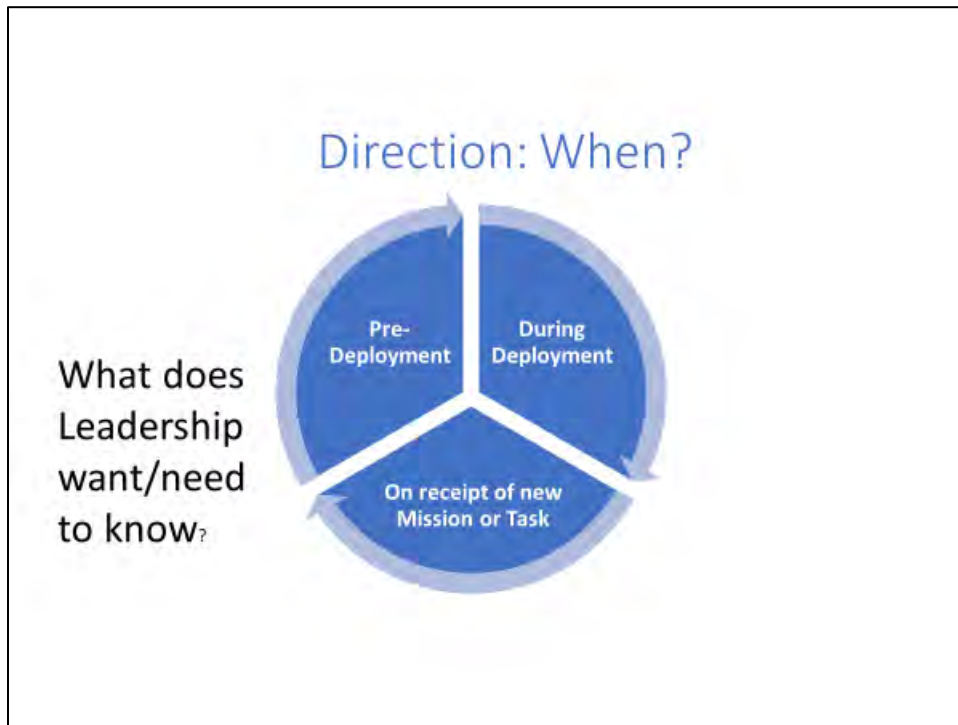 Direction: When?
Pre-
Deployment
During
Deployment
What does
Leadership
want/need
to know?
On receipt of new
Mission or Task